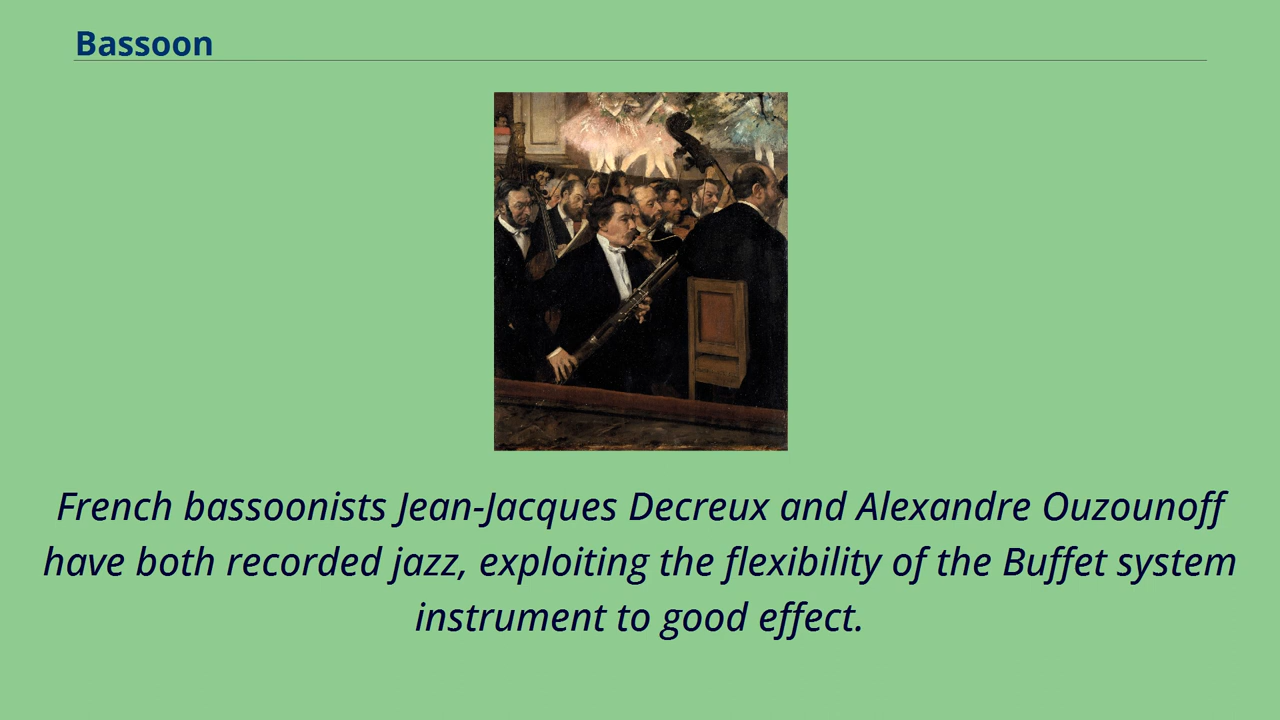 Bassoon
French bassoonists Jean-Jacques Decreux and Alexandre Ouzounoff
have both recorded jazz, exploiting the flexibility of the Buffet system
instrument to good effect.